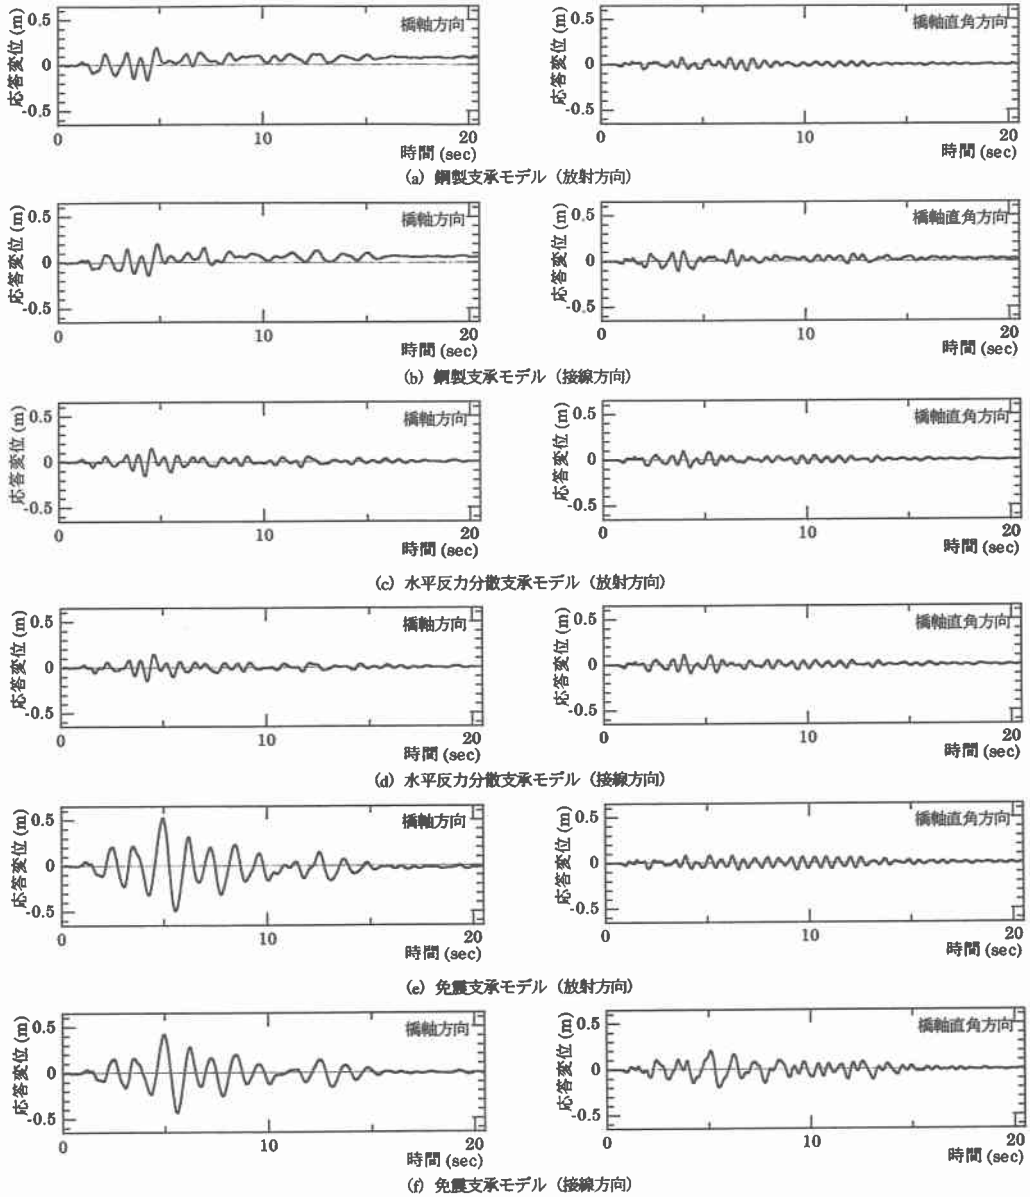 応答変位 (m)
0.5
0
-0.5
橋軸方向
0
10
20
時間 (sec)
応答変位 (m)
0.5
0
-0.5
橋軸直角方向
0
10
20
時間 (sec)
(a) 鋼製支承モデル (放射方向)
応答変位 (m)
0.5
0
-0.5
橋軸方向
0
10
20
時間 (sec)
応答変位 (m)
0.5
0
-0.5
橋軸直角方向
0
10
20
時間 (sec)
(b) 鋼製支承モデル (接線方向)
応答変位 (m)
0.5
0
-0.5
橋軸方向
0
10
20
時間 (sec)
応答変位 (m)
0.5
0
-0.5
橋軸直角方向
0
10
20
時間 (sec)
(c) 水平反力分散支承モデル (放射方向)
応答変位 (m)
0.5
0
-0.5
橋軸方向
0
10
20
時間 (sec)
応答変位 (m)
0.5
0
-0.5
橋軸直角方向
0
10
20
時間 (sec)
(d) 水平反力分散支承モデル (接線方向)
応答変位 (m)
0.5
0
-0.5
橋軸方向
0
10
20
時間 (sec)
応答変位 (m)
0.5
0
-0.5
橋軸直角方向
0
10
20
時間 (sec)
(e) 免震支承モデル (放射方向)
応答変位 (m)
0.5
0
-0.5
橋軸方向
0
10
20
時間 (sec)
応答変位 (m)
0.5
0
-0.5
橋軸直角方向
0
10
20
時間 (sec)
(f) 免震支承モデル (接線方向)